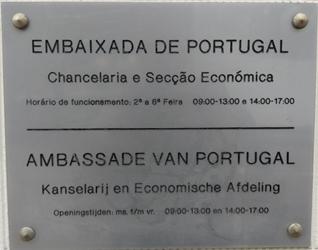 EMBAIXADA DE PORTUGAL
Chancelaria e Secção Económica
Horário de funcionamento: 2ª a 6ª Feira 09:00-13:00 e 14:00-17:00
AMBASSADE VAN PORTUGAL
Kanselarij en Economische Afdeling
Openingstijden: ma. t/m vr. 09:00-13:00 en 14:00-17:00